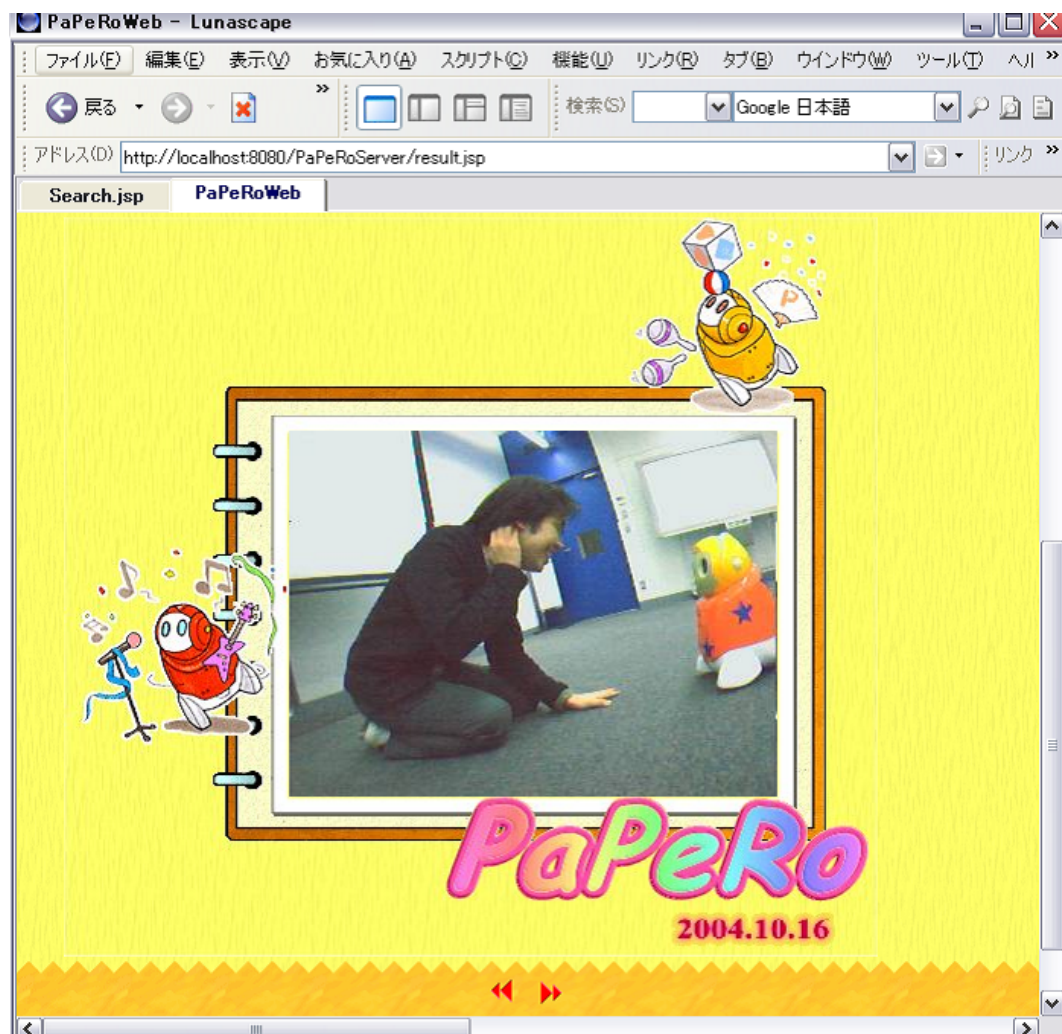 PaPeRoWeb - Lunascape
ファイル(F) 編集(E) 表示(V) お気に入り(A) スクリプト(C) 機能(U) リンク(R) タブ(B) ウインドウ(W) ツール(T) ヘル »
戻る » 検索(S) Google 日本語
アドレス(D) http://localhost:8080/PaPeRoServer/result.jsp リンク »
Search.jsp PaPeRoWeb
P
PaPeRo
2004.10.16